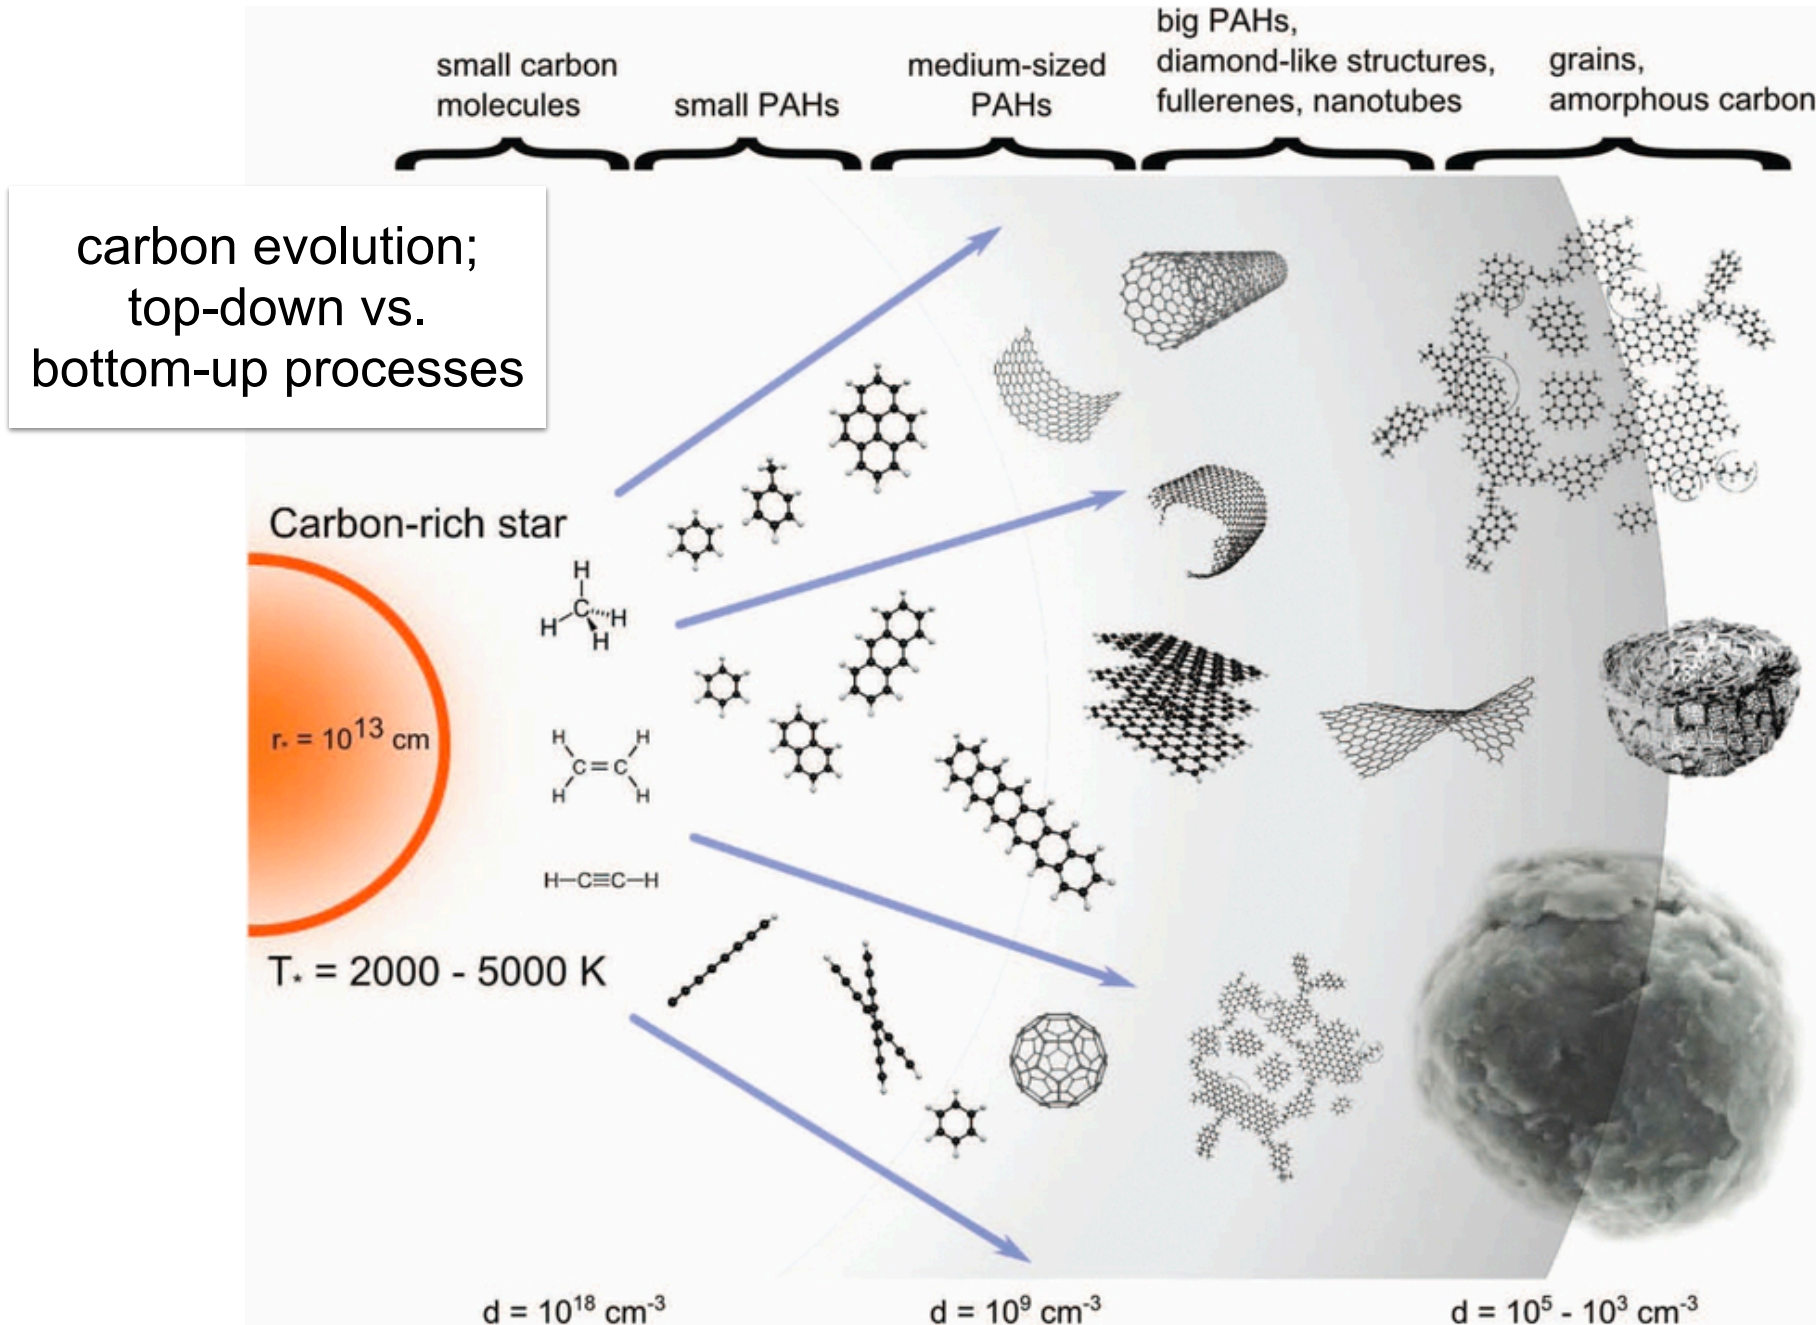 small carbon
molecules
small PAHs
medium-sized
PAHs
big PAHs,
diamond-like structures,
fullerenes, nanotubes
grains,
amorphous carbon
carbon evolution;
top-down vs.
bottom-up processes
Carbon-rich star
r* = 10^13 cm
T* = 2000 - 5000 K
H
H C H
H
H H
C=C
H H
H–C≡C–H
d = 10^18 cm^-3
d = 10^9 cm^-3
d = 10^5 - 10^3 cm^-3